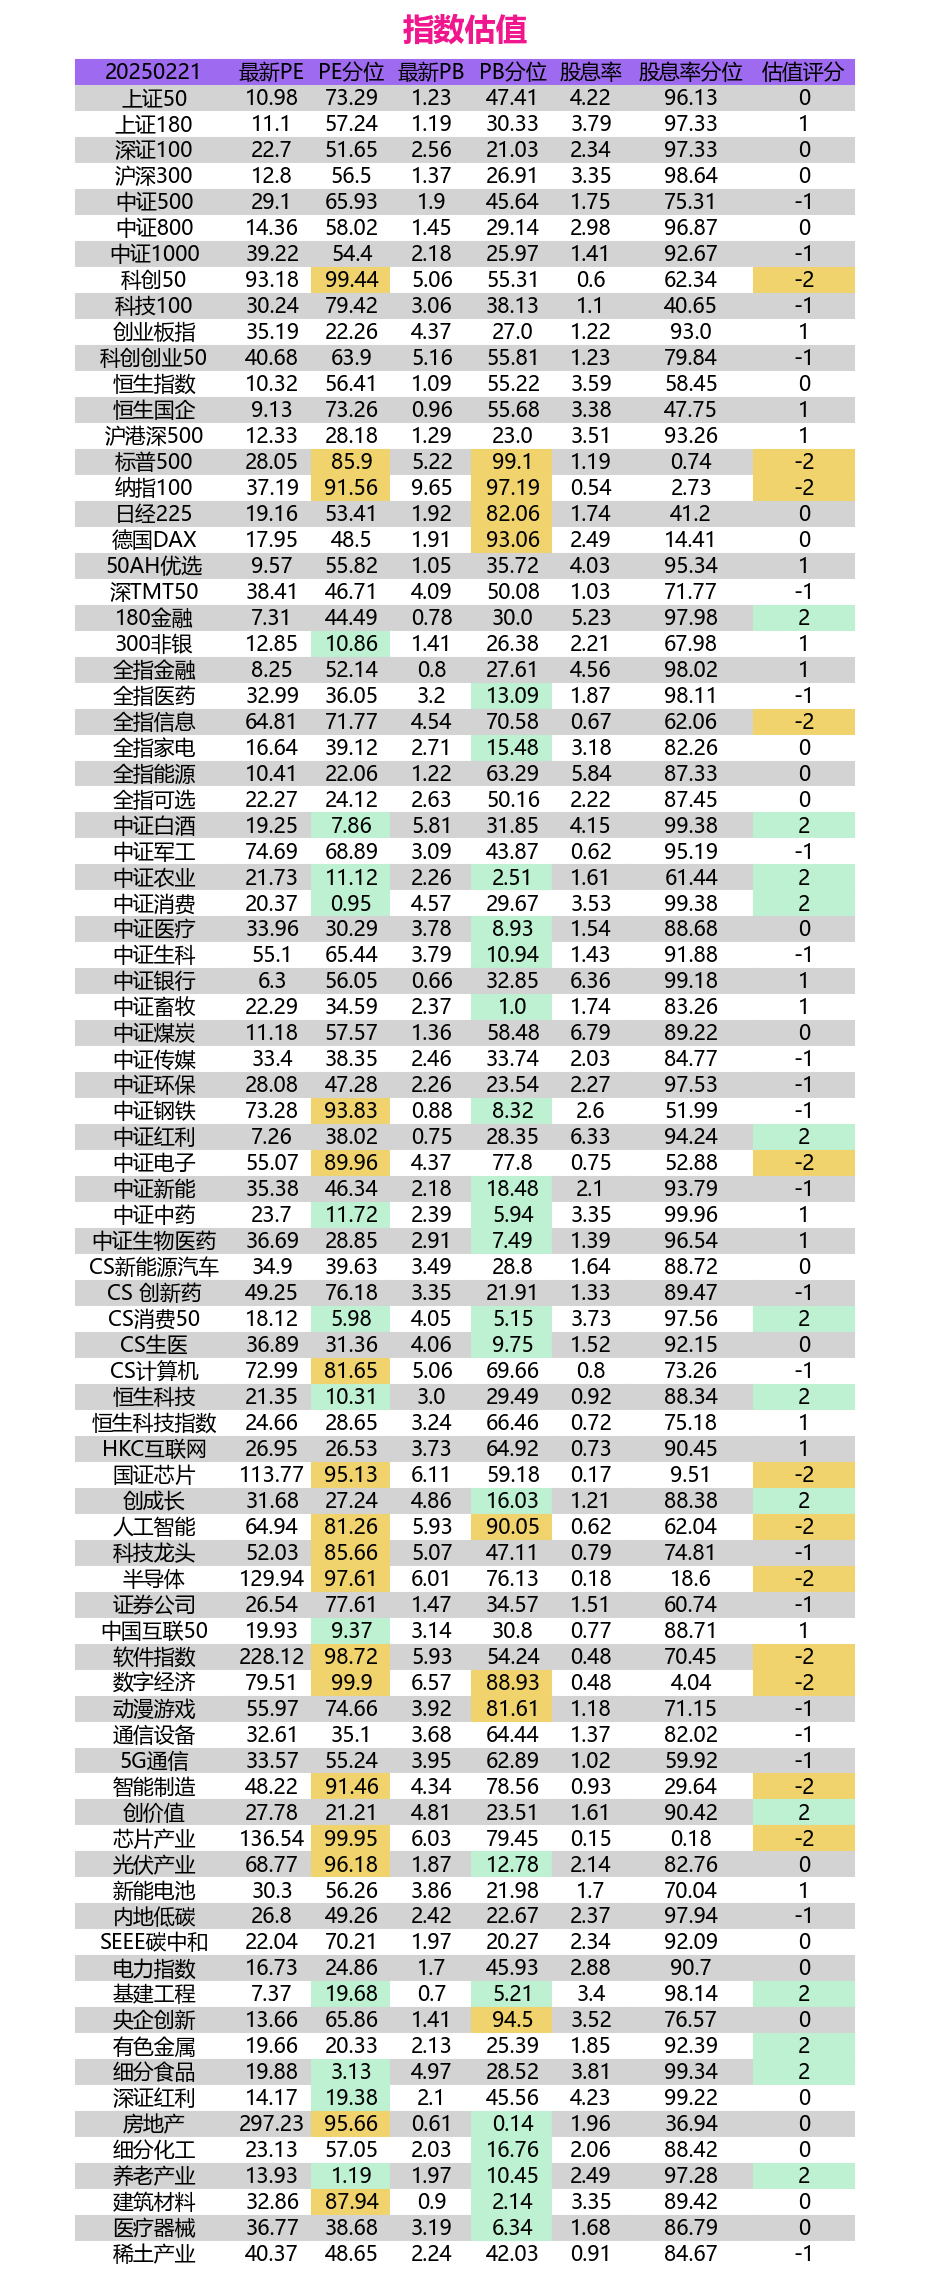 指数估值
20250221 最新PE PE分位 最新PB PB分位 股息率 股息率分位 估值评分
上证50 10.98 73.29 1.23 47.41 4.22 96.13 0
上证180 11.1 57.24 1.19 30.33 3.79 97.33 1
深证100 22.7 51.65 2.56 21.03 2.34 97.33 0
沪深300 12.8 56.5 1.37 26.91 3.35 98.64 0
中证500 29.1 65.93 1.9 45.64 1.75 75.31 -1
中证800 14.36 58.02 1.45 29.14 2.98 96.87 0
中证1000 39.22 54.4 2.18 25.97 1.41 92.67 -1
科创50 93.18 99.44 5.06 55.31 0.6 62.34 -2
科技100 30.24 79.42 3.06 38.13 1.1 40.65 -1
创业板指 35.19 22.26 4.37 27.0 1.22 93.0 1
科创创业50 40.68 63.9 5.16 55.81 1.23 79.84 -1
恒生指数 10.32 56.41 1.09 55.22 3.59 58.45 0
恒生国企 9.13 73.26 0.96 55.68 3.38 47.75 1
沪港深500 12.33 28.18 1.29 23.0 3.51 93.26 1
标普500 28.05 85.9 5.22 99.1 1.19 0.74 -2
纳指100 37.19 91.56 9.65 97.19 0.54 2.73 -2
日经225 19.16 53.41 1.92 82.06 1.74 41.2 0
德国DAX 17.95 48.5 1.91 93.06 2.49 14.41 0
50AH优选 9.57 55.82 1.05 35.72 4.03 95.34 1
深TMT50 38.41 46.71 4.09 50.08 1.03 71.77 -1
180金融 7.31 44.49 0.78 30.0 5.23 97.98 2
300非银 12.85 10.86 1.41 26.38 2.21 67.98 1
全指金融 8.25 52.14 0.8 27.61 4.56 98.02 1
全指医药 32.99 36.05 3.2 13.09 1.87 98.11 -1
全指信息 64.81 71.77 4.54 70.58 0.67 62.06 -2
全指家电 16.64 39.12 2.71 15.48 3.18 82.26 0
全指能源 10.41 22.06 1.22 63.29 5.84 87.33 0
全指可选 22.27 24.12 2.63 50.16 2.22 87.45 0
中证白酒 19.25 7.86 5.81 31.85 4.15 99.38 2
中证军工 74.69 68.89 3.09 43.87 0.62 95.19 -1
中证农业 21.73 11.12 2.26 2.51 1.61 61.44 2
中证消费 20.37 0.95 4.57 29.67 3.53 99.38 2
中证医疗 33.96 30.29 3.78 8.93 1.54 88.68 0
中证生科 55.1 65.44 3.79 10.94 1.43 91.88 -1
中证银行 6.3 56.05 0.66 32.85 6.36 99.18 1
中证畜牧 22.29 34.59 2.37 1.0 1.74 83.26 1
中证煤炭 11.18 57.57 1.36 58.48 6.79 89.22 0
中证传媒 33.4 38.35 2.46 33.74 2.03 84.77 -1
中证环保 28.08 47.28 2.26 23.54 2.27 97.53 -1
中证钢铁 73.28 93.83 0.88 8.32 2.6 51.99 -1
中证红利 7.26 38.02 0.75 28.35 6.33 94.24 2
中证电子 55.07 89.96 4.37 77.8 0.75 52.88 -2
中证新能 35.38 46.34 2.18 18.48 2.1 93.79 -1
中证中药 23.7 11.72 2.39 5.94 3.35 99.96 1
中证生物医药 36.69 28.85 2.91 7.49 1.39 96.54 1
CS新能源汽车 34.9 39.63 3.49 28.8 1.64 88.72 0
CS 创新药 49.25 76.18 3.35 21.91 1.33 89.47 -1
CS消费50 18.12 5.98 4.05 5.15 3.73 97.56 2
CS生医 36.89 31.36 4.06 9.75 1.52 92.15 0
CS计算机 72.99 81.65 5.06 69.66 0.8 73.26 -1
恒生科技 21.35 10.31 3.0 29.49 0.92 88.34 2
恒生科技指数 24.66 28.65 3.24 66.46 0.72 75.18 1
HKC互联网 26.95 26.53 3.73 64.92 0.73 90.45 1
国证芯片 113.77 95.13 6.11 59.18 0.17 9.51 -2
创成长 31.68 27.24 4.86 16.03 1.21 88.38 2
人工智能 64.94 81.26 5.93 90.05 0.62 62.04 -2
科技龙头 52.03 85.66 5.07 47.11 0.79 74.81 -1
半导体 129.94 97.61 6.01 76.13 0.18 18.6 -2
证券公司 26.54 77.61 1.47 34.57 1.51 60.74 -1
中国互联50 19.93 9.37 3.14 30.8 0.77 88.71 1
软件指数 228.12 98.72 5.93 54.24 0.48 70.45 -2
数字经济 79.51 99.9 6.57 88.93 0.48 4.04 -2
动漫游戏 55.97 74.66 3.92 81.61 1.18 71.15 -1
通信设备 32.61 35.1 3.68 64.44 1.37 82.02 -1
5G通信 33.57 55.24 3.95 62.89 1.02 59.92 -1
智能制造 48.22 91.46 4.34 78.56 0.93 29.64 -2
创价值 27.78 21.21 4.81 23.51 1.61 90.42 2
芯片产业 136.54 99.95 6.03 79.45 0.15 0.18 -2
光伏产业 68.77 96.18 1.87 12.78 2.14 82.76 0
新能电池 30.3 56.26 3.86 21.98 1.7 70.04 1
内地低碳 26.8 49.26 2.42 22.67 2.37 97.94 -1
SEEE碳中和 22.04 70.21 1.97 20.27 2.34 92.09 0
电力指数 16.73 24.86 1.7 45.93 2.88 90.7 0
基建工程 7.37 19.68 0.7 5.21 3.4 98.14 2
央企创新 13.66 65.86 1.41 94.5 3.52 76.57 0
有色金属 19.66 20.33 2.13 25.39 1.85 92.39 2
细分食品 19.88 3.13 4.97 28.52 3.81 99.34 2
深证红利 14.17 19.38 2.1 45.56 4.23 99.22 0
房地产 297.23 95.66 0.61 0.14 1.96 36.94 0
细分化工 23.13 57.05 2.03 16.76 2.06 88.42 0
养老产业 13.93 1.19 1.97 10.45 2.49 97.28 2
建筑材料 32.86 87.94 0.9 2.14 3.35 89.42 0
医疗器械 36.77 38.68 3.19 6.34 1.68 86.79 0
稀土产业 40.37 48.65 2.24 42.03 0.91 84.67 -1